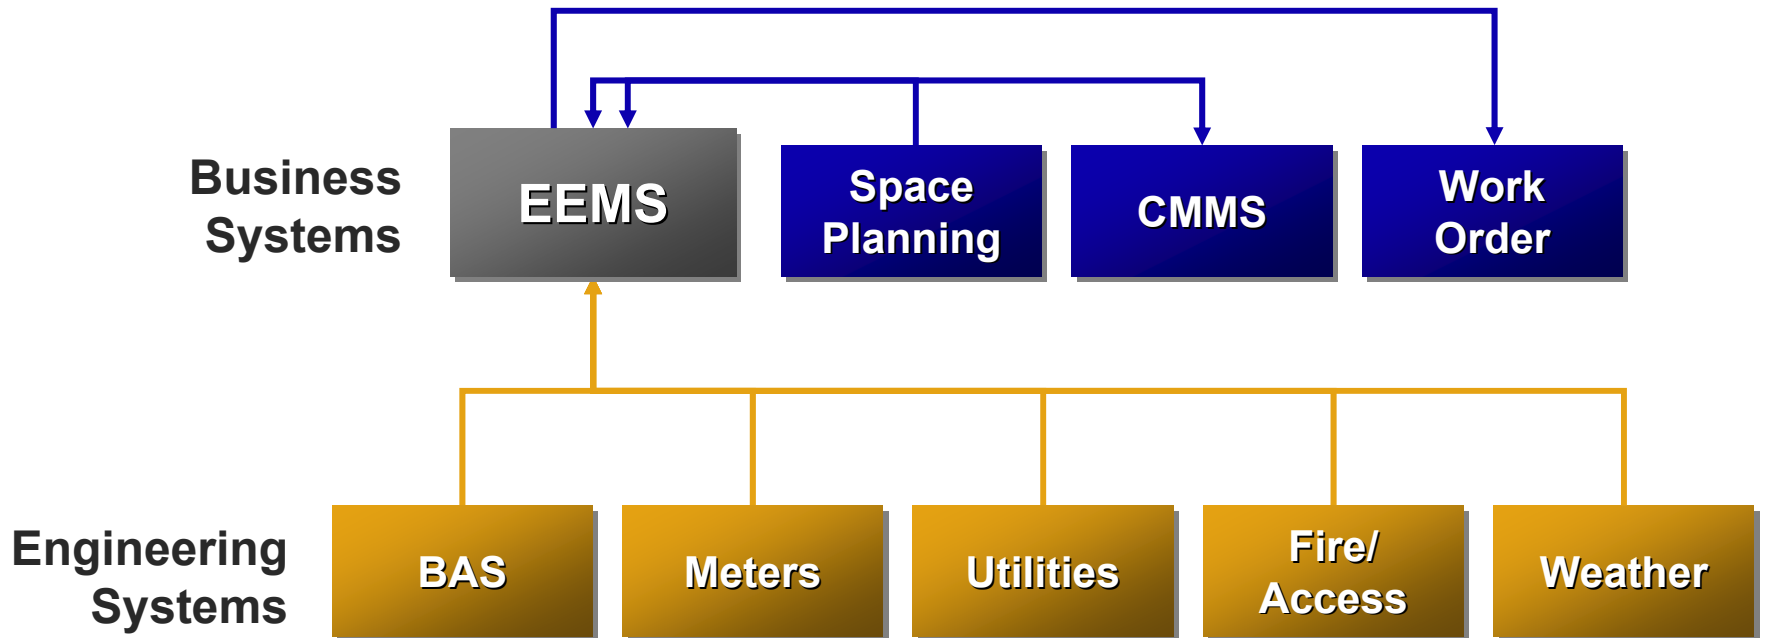 Business
Systems
EEMS
Space
Planning
CMMS
Work
Order
Engineering
Systems
BAS
Meters
Utilities
Fire/
Access
Weather